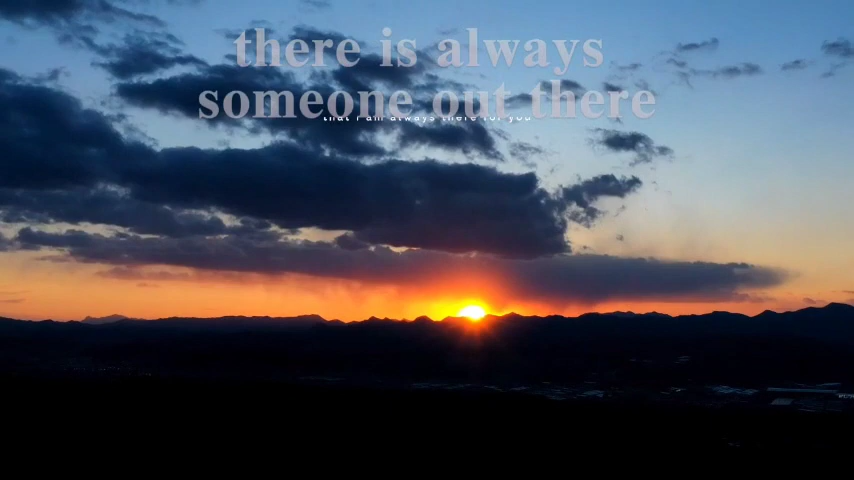 there is always
someone out there
that I am always there for you